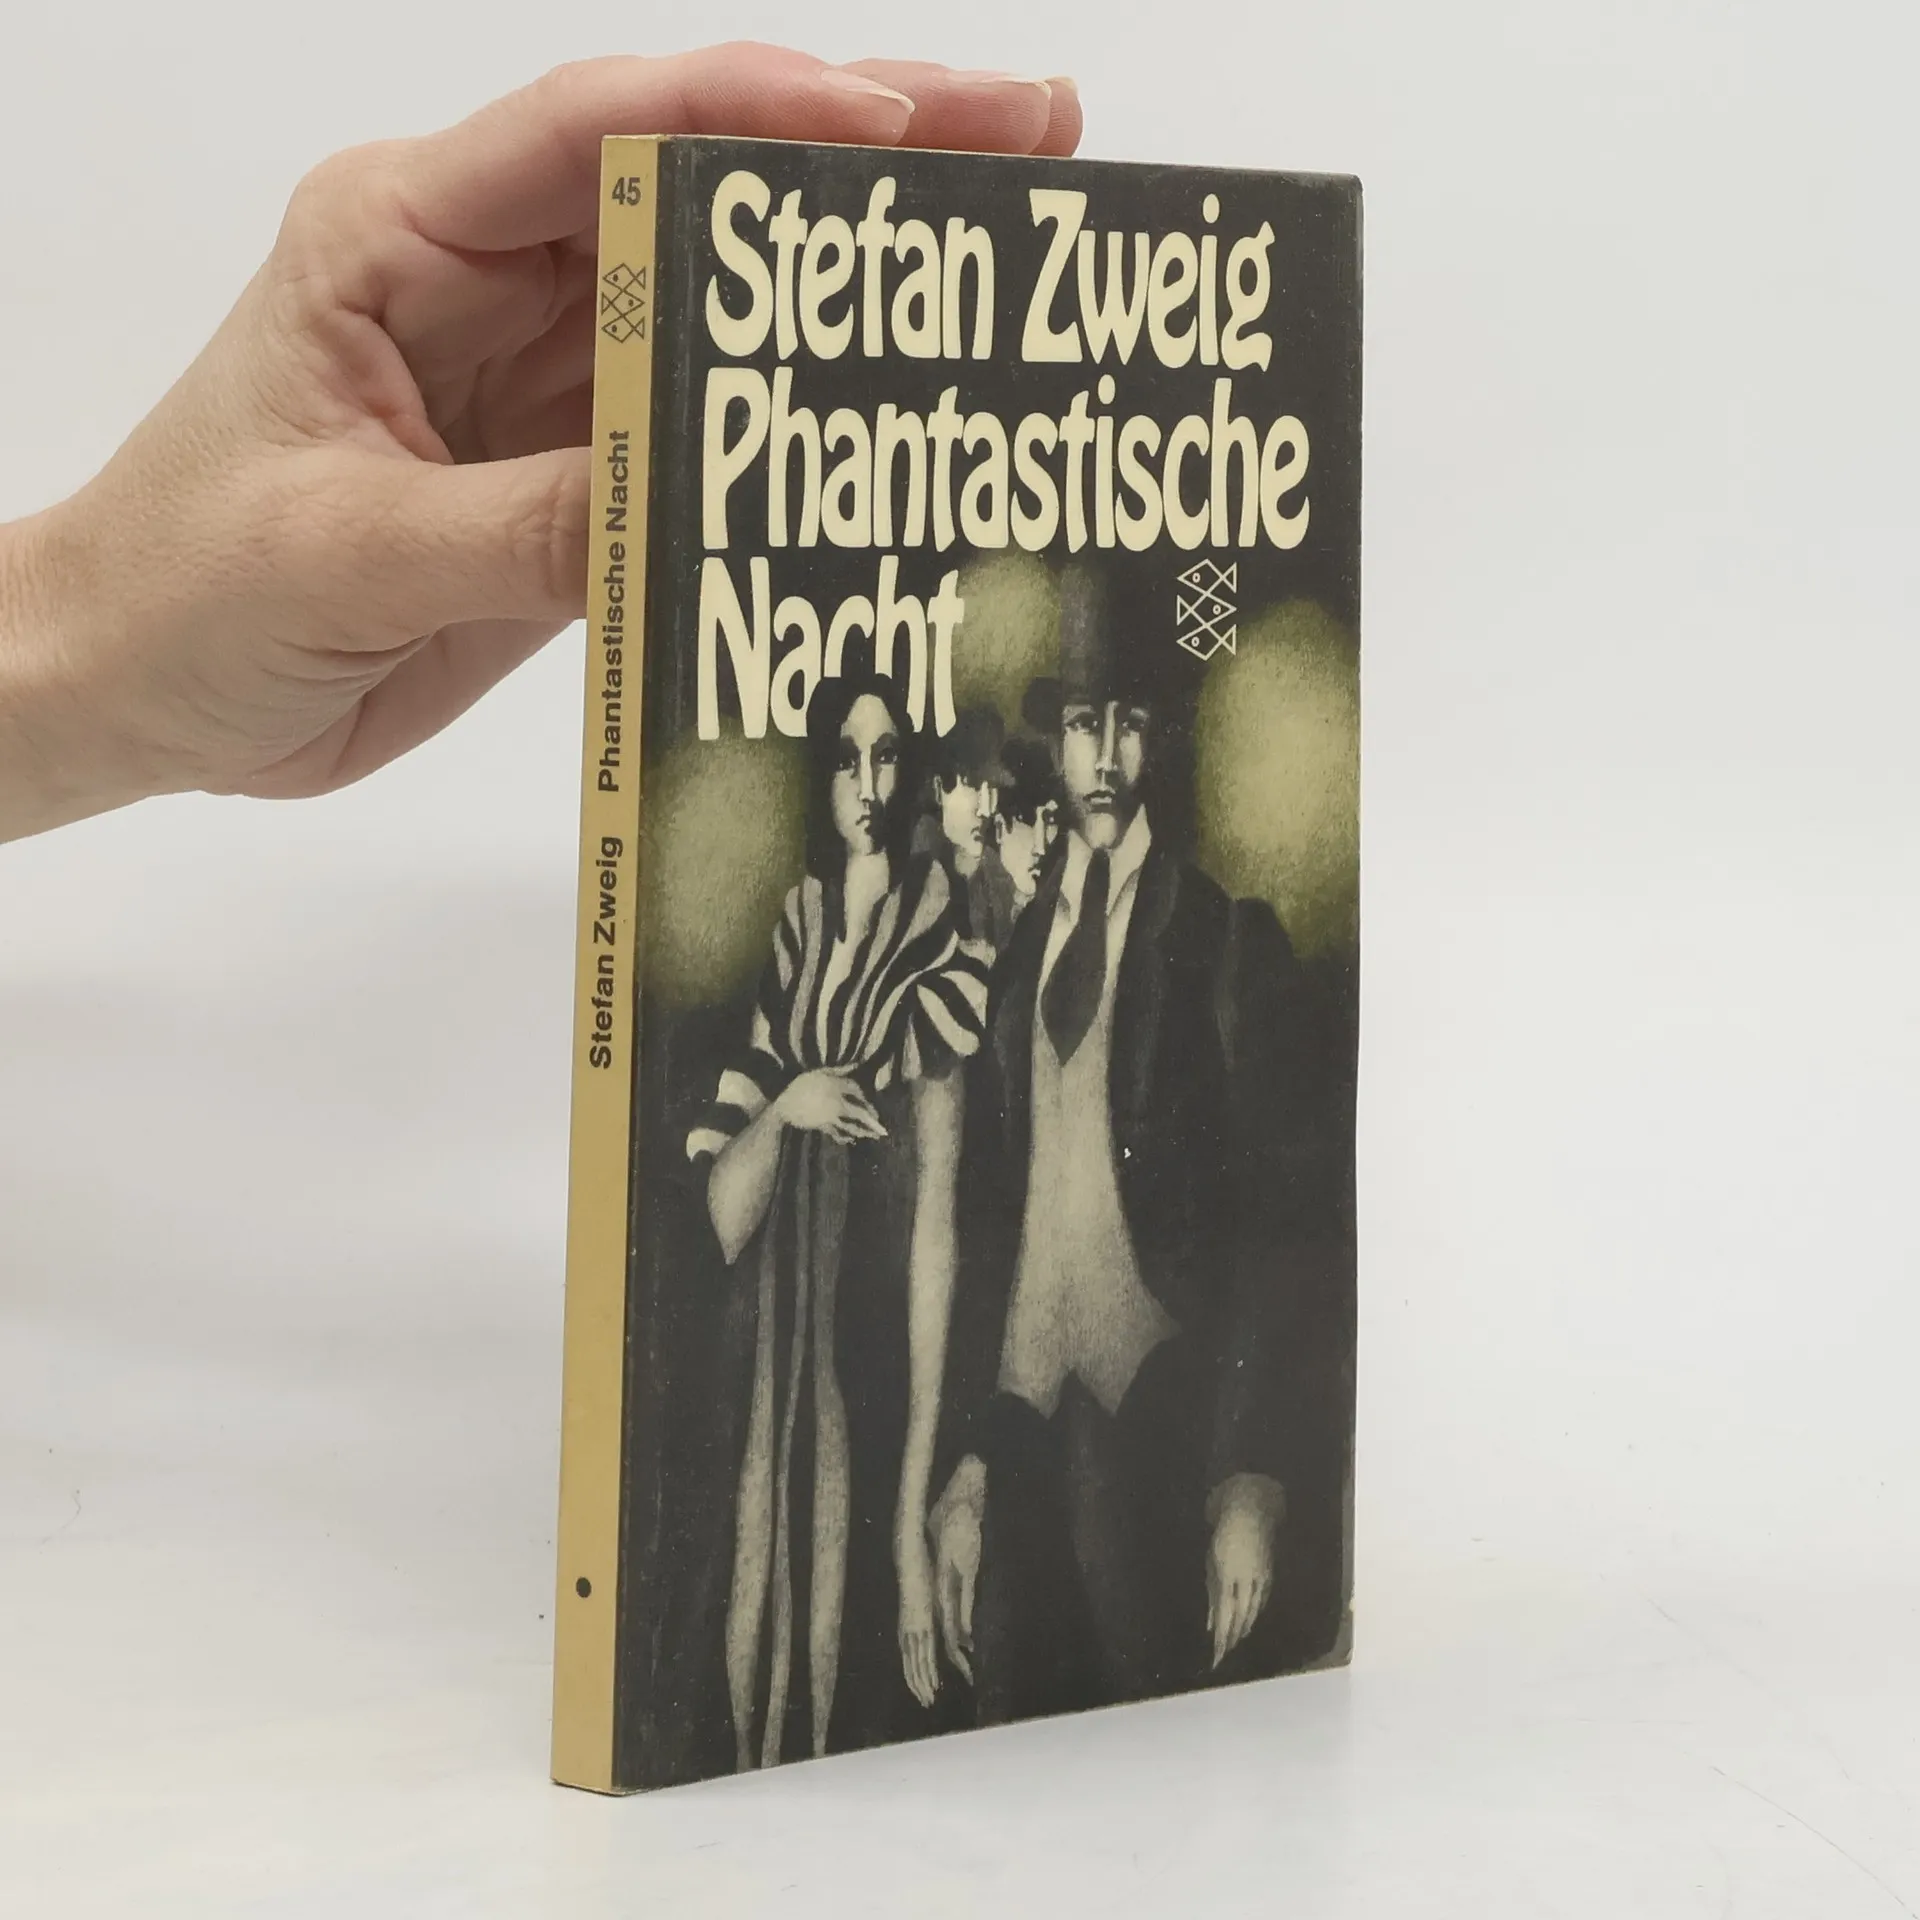 Stefan Zweig
Phantastische
Nacht
45
Stefan Zweig Phantastische Nacht